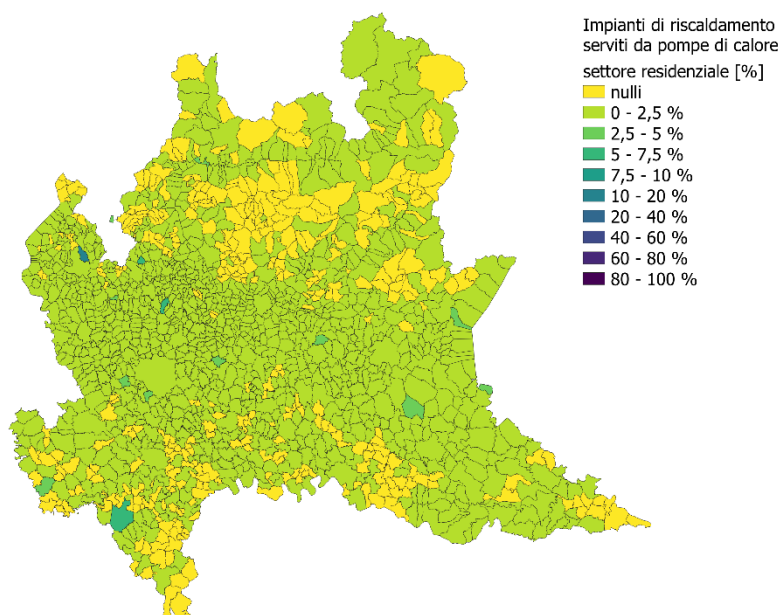 Impianti di riscaldamento
serviti da pompe di calore
settore residenziale [%]
nulli
0 - 2,5 %
2,5 - 5 %
5 - 7,5 %
7,5 - 10 %
10 - 20 %
20 - 40 %
40 - 60 %
60 - 80 %
80 - 100 %